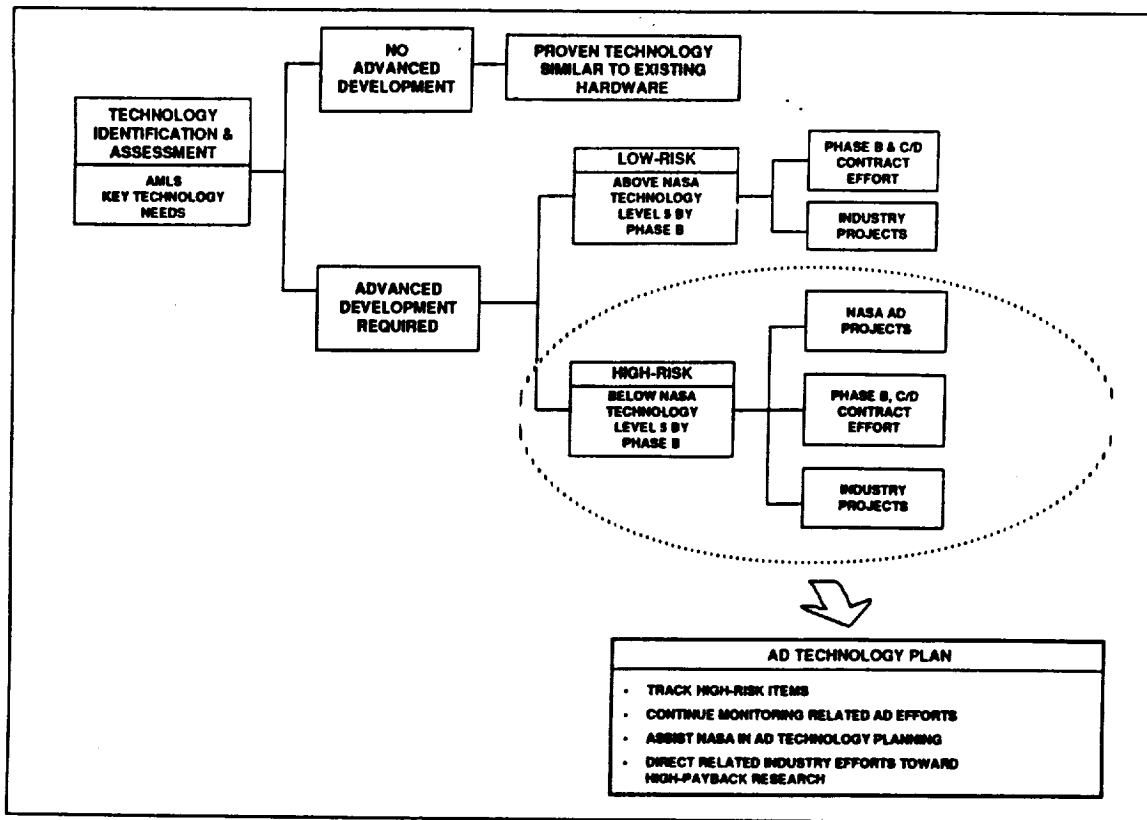 NO
ADVANCED
DEVELOPMENT
PROVEN TECHNOLOGY
SIMILAR TO EXISTING
HARDWARE
TECHNOLOGY
IDENTIFICATION &
ASSESSMENT
AMLS
KEY TECHNOLOGY
NEEDS
LOW-RISK
ABOVE NASA
TECHNOLOGY
LEVEL 5 BY
PHASE B
PHASE B & C/D
CONTRACT
EFFORT
INDUSTRY
PROJECTS
ADVANCED
DEVELOPMENT
REQUIRED
HIGH-RISK
BELOW NASA
TECHNOLOGY
LEVEL 5 BY
PHASE B
NASA AD
PROJECTS
PHASE B, C/D
CONTRACT
EFFORT
INDUSTRY
PROJECTS
AD TECHNOLOGY PLAN
• TRACK HIGH-RISK ITEMS
• CONTINUE MONITORING RELATED AD EFFORTS
• ASSIST NASA IN AD TECHNOLOGY PLANNING
• DIRECT RELATED INDUSTRY EFFORTS TOWARD
HIGH-PAYBACK RESEARCH